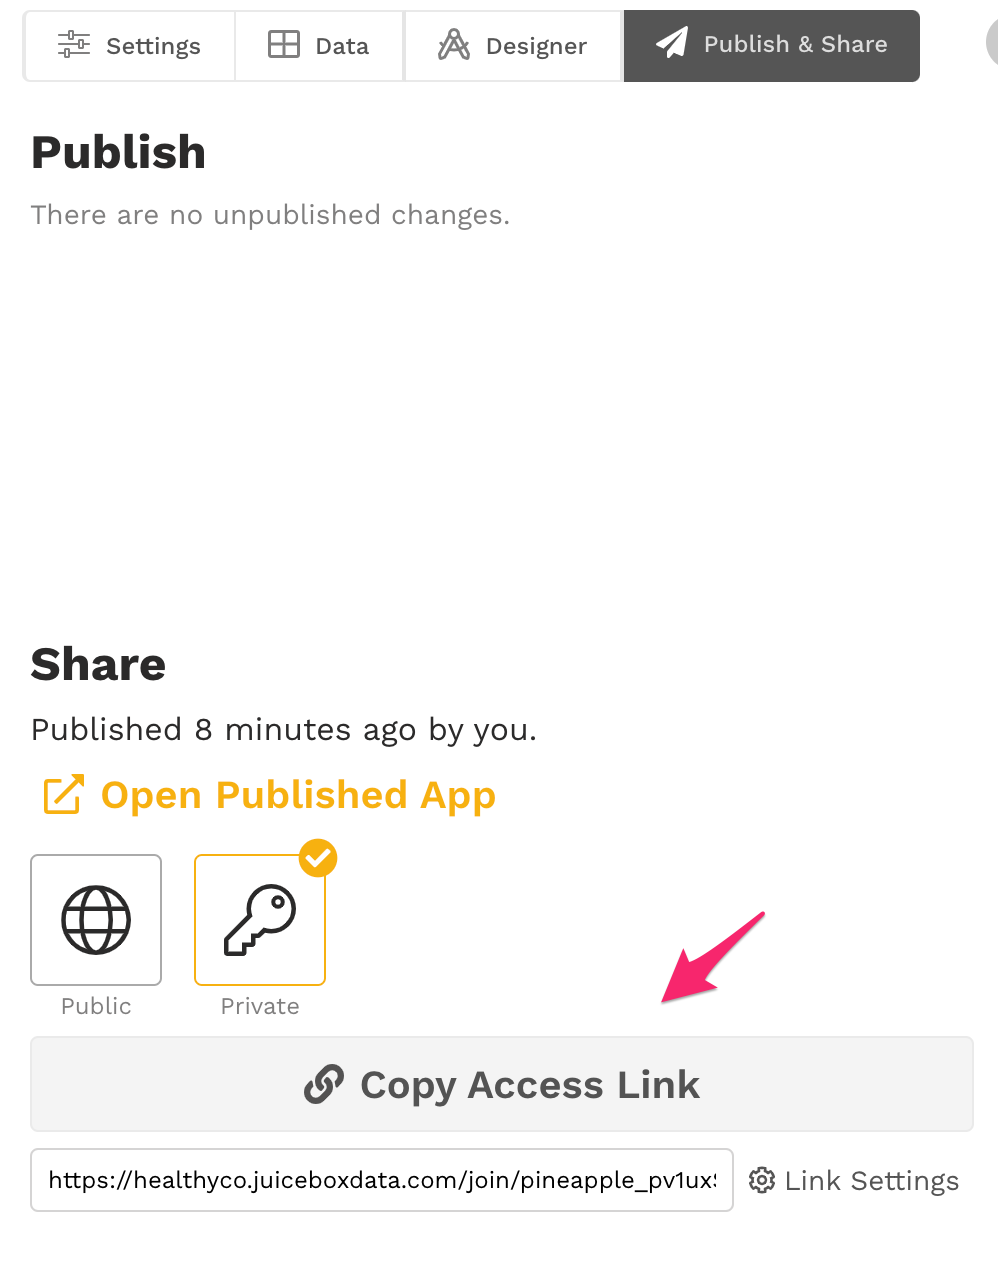 Settings
Data
Designer
Publish & Share
Publish
There are no unpublished changes.
Share
Published 8 minutes ago by you.
Open Published App
Public
Private
Copy Access Link
https://healthyco.juiceboxdata.com/join/pineapple_pv1ux
Link Settings